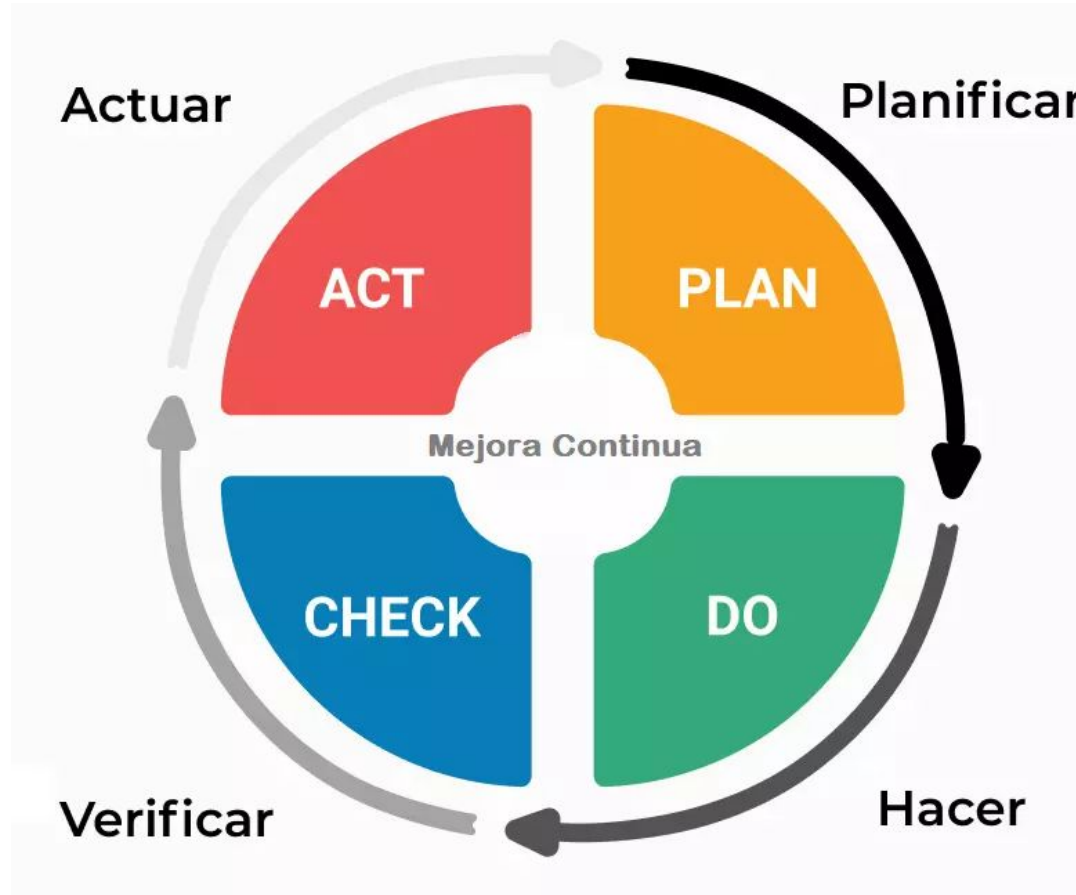 Actuar
Planificar
ACT
PLAN
Mejora Continua
CHECK
DO
Verificar
Hacer